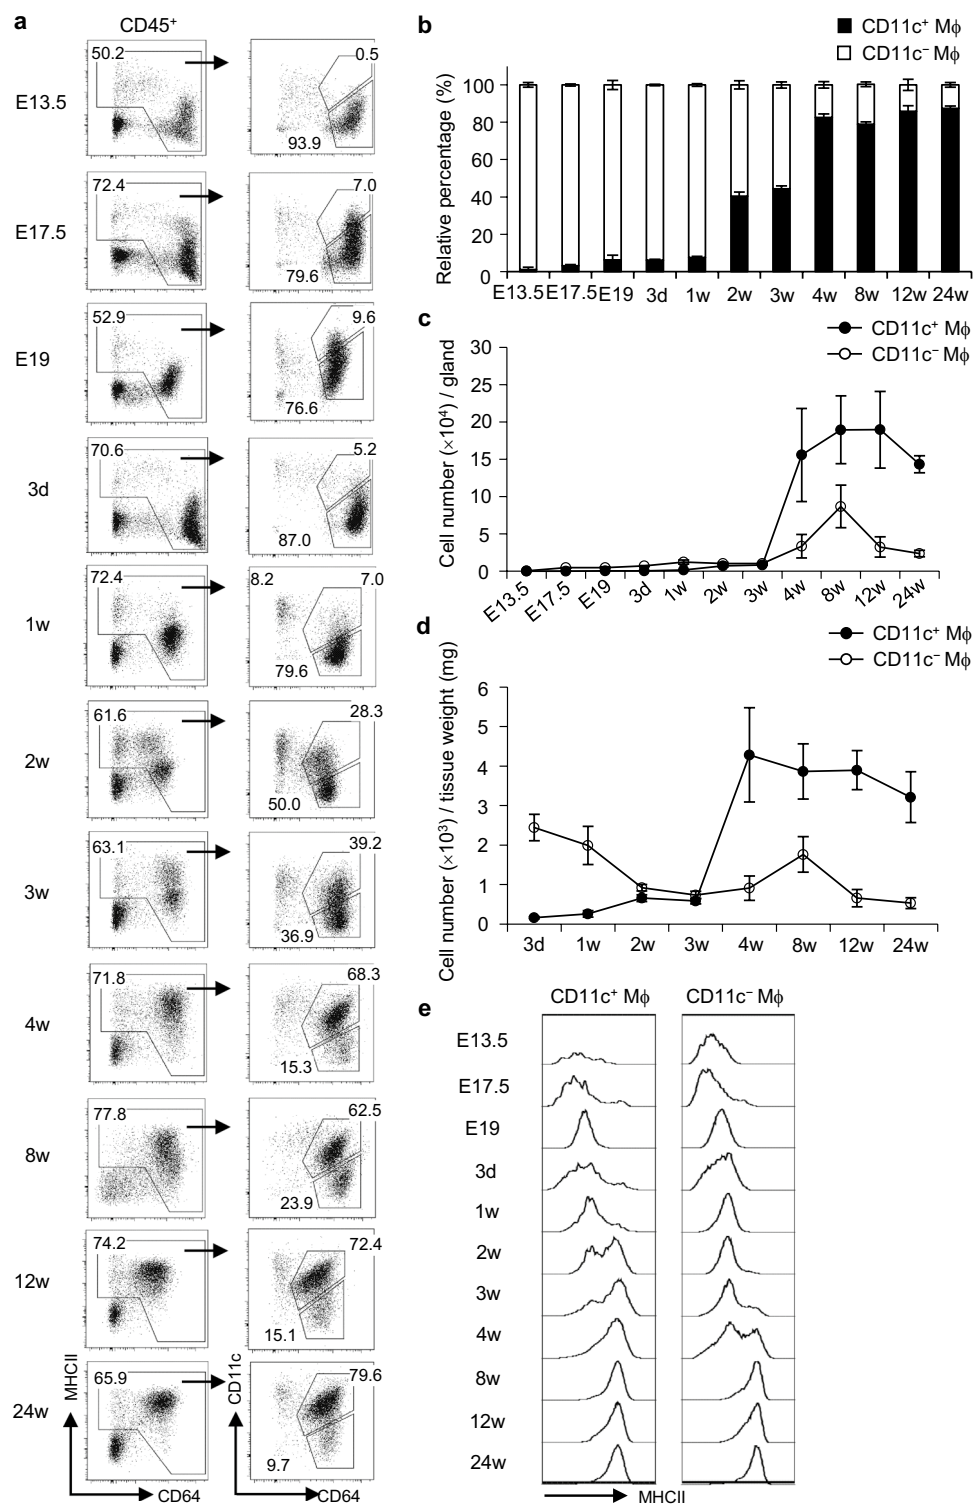 a
CD45⁺
E13.5
50.2
0.5
93.9
E17.5
72.4
7.0
79.6
E19
52.9
9.6
76.6
3d
70.6
5.2
87.0
1w
72.4
8.2
7.0
79.6
2w
61.6
28.3
50.0
3w
63.1
39.2
36.9
4w
71.8
68.3
15.3
8w
77.8
62.5
23.9
12w
74.2
72.4
15.1
24w
65.9
79.6
9.7
MHCII
CD64
CD11c
CD64
b
CD11c⁺ Mϕ
CD11c⁻ Mϕ
Relative percentage (%)
100
80
60
40
20
0
E13.5 E17.5 E19 3d 1w 2w 3w 4w 8w 12w 24w
c
CD11c⁺ Mϕ
CD11c⁻ Mϕ
Cell number (×10⁴) / gland
30
25
20
15
10
5
0
E13.5 E17.5 E19 3d 1w 2w 3w 4w 8w 12w 24w
d
CD11c⁺ Mϕ
CD11c⁻ Mϕ
Cell number (×10³) / tissue weight (mg)
6
5
4
3
2
1
0
3d 1w 2w 3w 4w 8w 12w 24w
e
CD11c⁺ Mϕ CD11c⁻ Mϕ
E13.5
E17.5
E19
3d
1w
2w
3w
4w
8w
12w
24w
MHCII